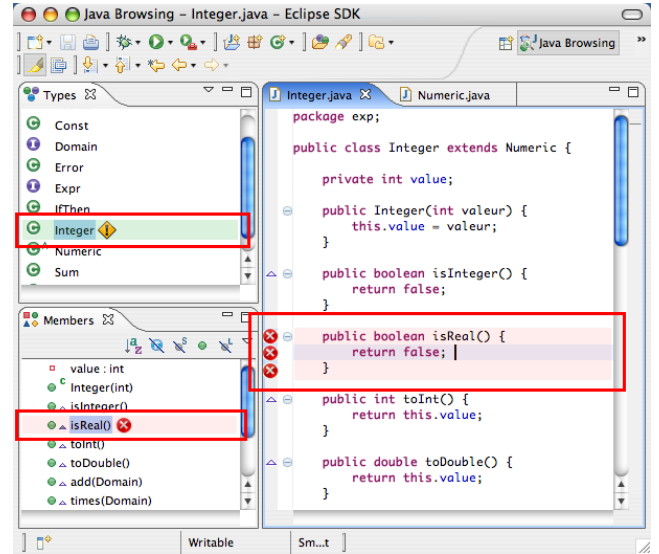 Java Browsing – Integer.java – Eclipse SDK
Java Browsing »
Types
Const
Domain
Error
Expr
IfThen
Integer
Numeric
Sum
Members
value : int
Integer(int)
isInteger()
isReal()
toInt()
toDouble()
add(Domain)
times(Domain)
Integer.java
Numeric.java
package exp;
public class Integer extends Numeric {
private int value;
public Integer(int valeur) {
this.value = valeur;
}
public boolean isInteger() {
return false;
}
public boolean isReal() {
return false;
}
public int toInt() {
return this.value;
}
public double toDouble() {
return this.value;
}
Writable
Sm...t